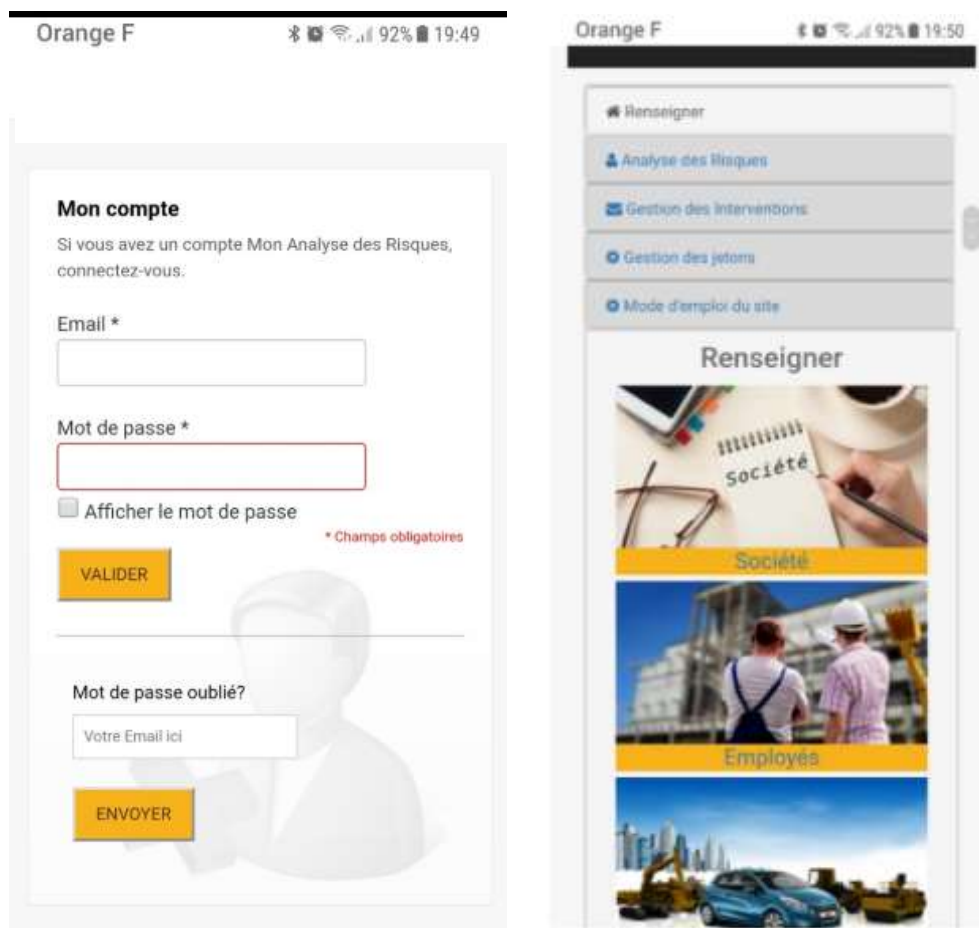 Orange F 92% 19:49
Mon compte
Si vous avez un compte Mon Analyse des Risques,
connectez-vous.
Email *
Mot de passe *
Afficher le mot de passe
* Champs obligatoires
VALIDER
Mot de passe oublié?
Votre Email ici
ENVOYER
Orange F 92% 19:50
Renseigner
Analyse des Risques
Gestion des Interventions
Gestion des jetons
Mode d'emploi du site
Renseigner
Société
Société
Employés